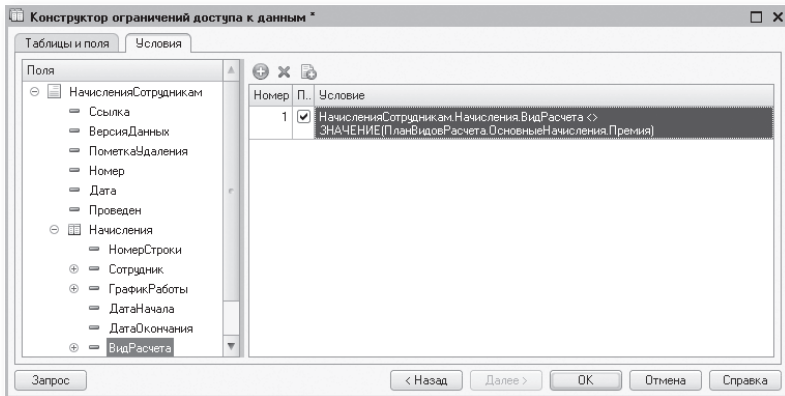 Конструктор ограничений доступа к данным *
Таблицы и поля
Условия
Поля
НачисленияСотрудникам
Ссылка
ВерсияДанных
ПометкаУдаления
Номер
Дата
Проведен
Начисления
НомерСтроки
Сотрудник
ГрафикРаботы
ДатаНачала
ДатаОкончания
ВидРасчета
Номер П.. Условие
1 НачисленияСотрудникам.Начисления.ВидРасчета <>
ЗНАЧЕНИЕ(ПланВидовРасчета.ОсновныеНачисления.Премия)
Запрос
< Назад
Далее >
OK
Отмена
Справка